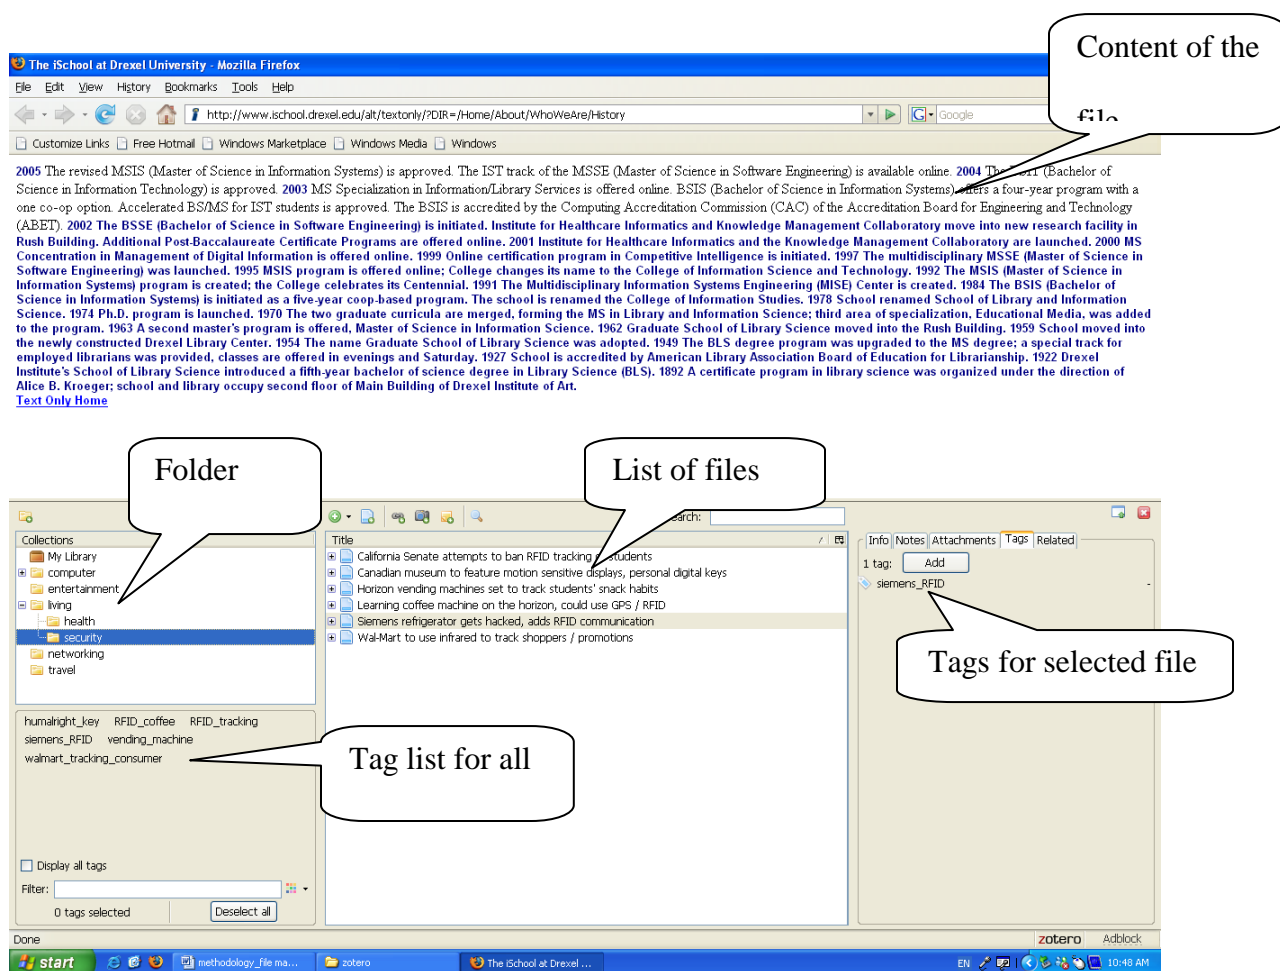 Content of the
file
The iSchool at Drexel University - Mozilla Firefox
File Edit View History Bookmarks Tools Help
http://www.ischool.drexel.edu/alt/textonly/?DIR=/Home/About/WhoWeAre/History
Google
Customize Links Free Hotmail Windows Marketplace Windows Media Windows
2005 The revised MSIS (Master of Science in Information Systems) is approved. The IST track of the MSSE (Master of Science in Software Engineering) is available online. 2004 The (Bachelor of
Science in Information Technology) is approved. 2003 MS Specialization in Information/Library Services is offered online. BSIS (Bachelor of Science in Information Systems) offers a four-year program with a
one co-op option. Accelerated BS/MS for IST students is approved. The BSIS is accredited by the Computing Accreditation Commission (CAC) of the Accreditation Board for Engineering and Technology
(ABET). 2002 The BSSE (Bachelor of Science in Software Engineering) is initiated. Institute for Healthcare Informatics and Knowledge Management Collaboratory move into new research facility in
Rush Building. Additional Post-Baccalaureate Certificate Programs are offered online. 2001 Institute for Healthcare Informatics and the Knowledge Management Collaboratory are launched. 2000 MS
Concentration in Management of Digital Information is offered online. 1999 Online certification program in Competitive Intelligence is initiated. 1997 The multidisciplinary MSSE (Master of Science in
Software Engineering) was launched. 1995 MSIS program is offered online; College changes its name to the College of Information Science and Technology. 1992 The MSIS (Master of Science in
Information Systems) program is created; the College celebrates its Centennial. 1991 The Multidisciplinary Information Systems Engineering (MISE) Center is created. 1984 The BSIS (Bachelor of
Science in Information Systems) is initiated as a five-year coop-based program. The school is renamed the College of Information Studies. 1978 School renamed School of Library and Information
Science. 1974 Ph.D. program is launched. 1970 The two graduate curricula are merged, forming the MS in Library and Information Science; third area of specialization, Educational Media, was added
to the program. 1963 A second master's program is offered, Master of Science in Information Science. 1962 Graduate School of Library Science moved into the Rush Building. 1959 School moved into
the newly constructed Drexel Library Center. 1954 The name Graduate School of Library Science was adopted. 1949 The BLS degree program was upgraded to the MS degree; a special track for
employed librarians was provided, classes are offered in evenings and Saturday. 1927 School is accredited by American Library Association Board of Education for Librarianship. 1922 Drexel
Institute's School of Library Science introduced a fifth-year bachelor of science degree in Library Science (BLS). 1892 A certificate program in library science was organized under the direction of
Alice B. Kroeger; school and library occupy second floor of Main Building of Drexel Institute of Art.
Text Only Home
Folder
List of files
Search:
Collections
My Library
computer
entertainment
living
health
security
networking
travel
Title
California Senate attempts to ban RFID tracking of students
Canadian museum to feature motion sensitive displays, personal digital keys
Horizon vending machines set to track students' snack habits
Learning coffee machine on the horizon, could use GPS / RFID
Siemens refrigerator gets hacked, adds RFID communication
Wal-Mart to use infrared to track shoppers / promotions
Info Notes Attachments Tags Related
1 tag: Add
siemens_RFID -
Tags for selected file
humalright_key RFID_coffee RFID_tracking
siemens_RFID vending_machine
walmart_tracking_consumer
Tag list for all
Display all tags
Filter:
0 tags selected Deselect all
Done
zotero Adblock
start methodology_file ma... zotero The iSchool at Drexel ... EN 10:48 AM